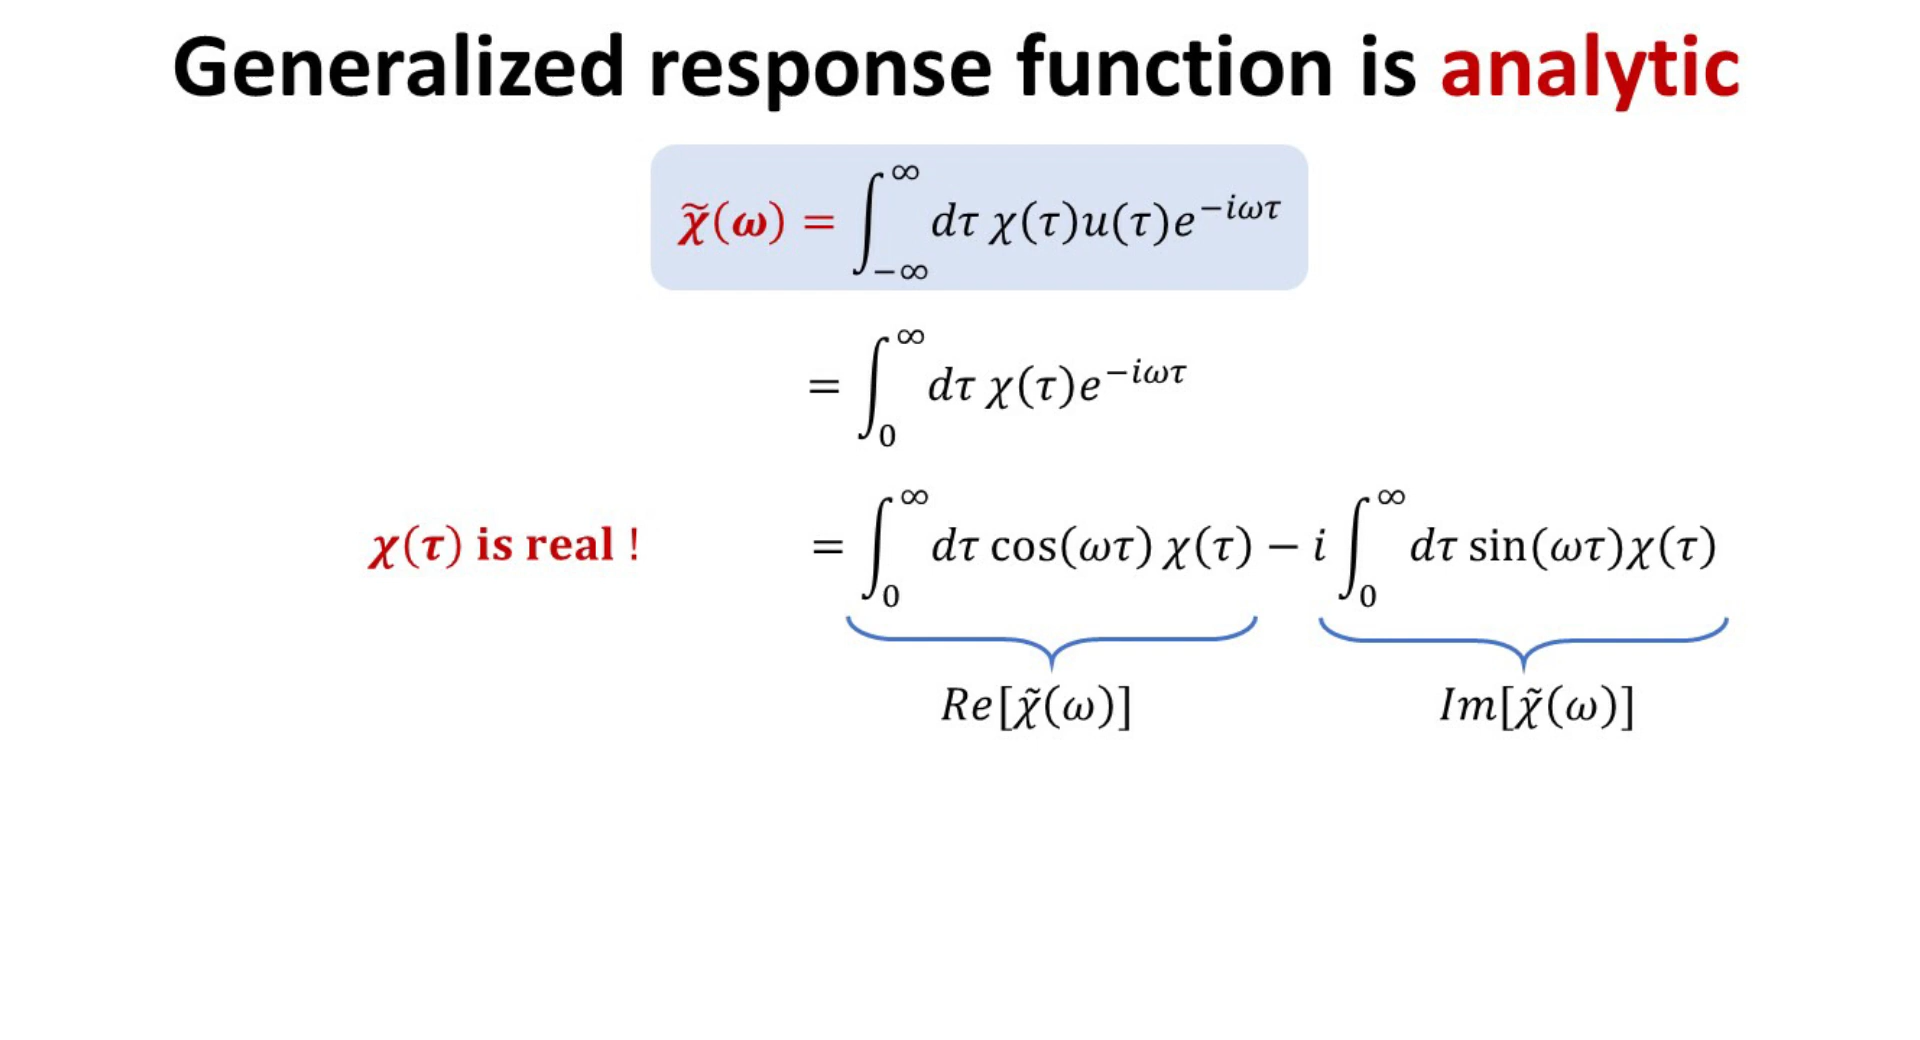 Generalized response function is analytic
χ̃(ω) = ∫_{-∞}^{∞} dτ χ(τ)u(τ)e^{−iωτ}
= ∫_{0}^{∞} dτ χ(τ)e^{−iωτ}
χ(τ) is real ! = ∫_{0}^{∞} dτ cos(ωτ) χ(τ) − i ∫_{0}^{∞} dτ sin(ωτ)χ(τ)
Re[χ̃(ω)] Im[χ̃(ω)]